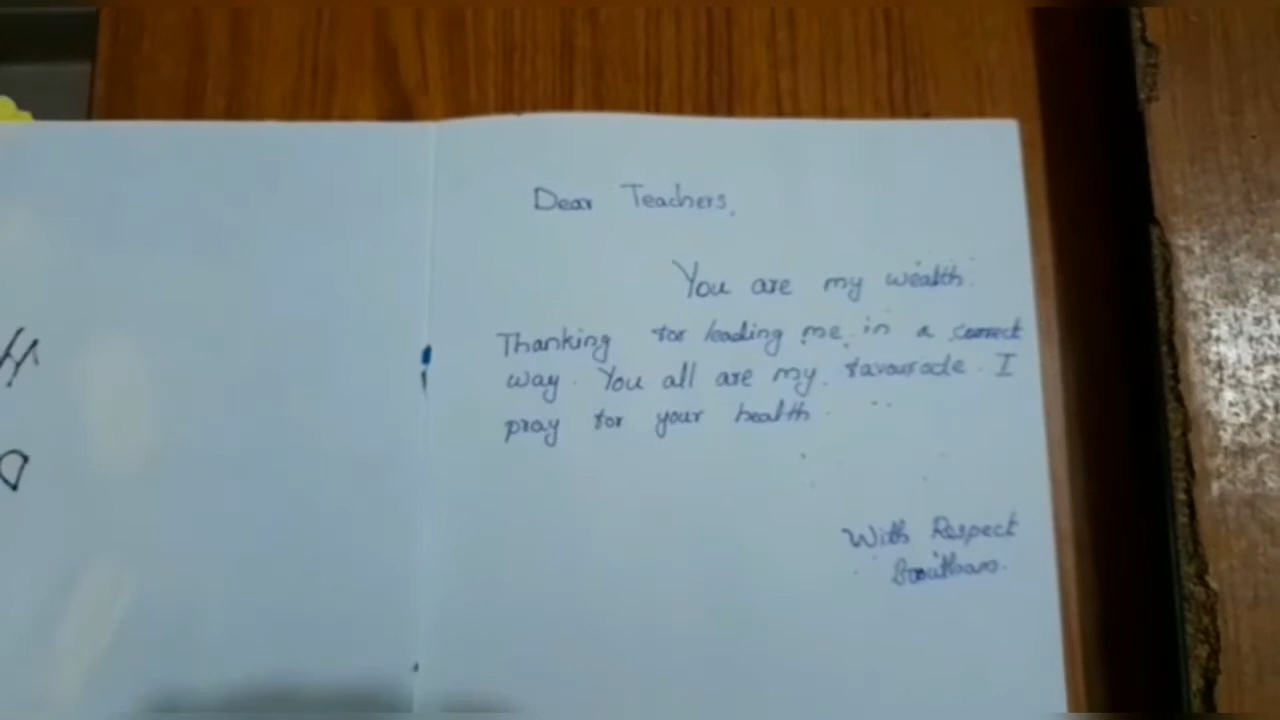 Dear Teachers,
You are my wealth.
Thanking for leading me in a correct
way. You all are my favourade. I
pray for your health.
With Respect